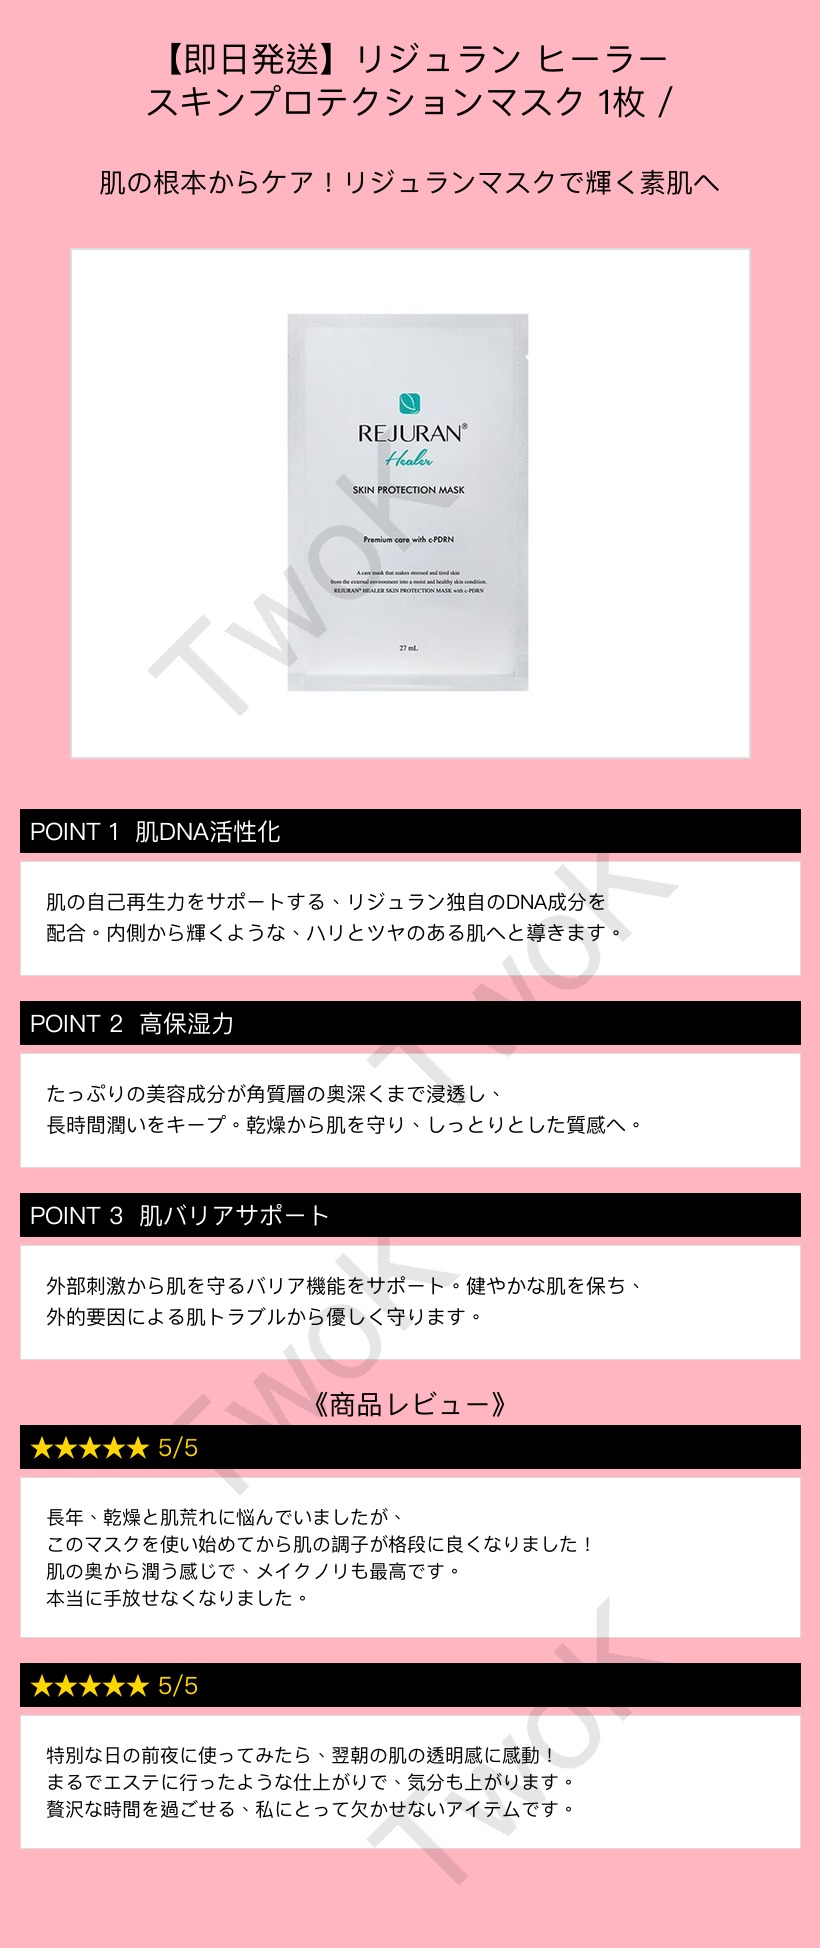 【即日発送】リジュラン ヒーラー
スキンプロテクションマスク 1枚 /
肌の根本からケア！リジュランマスクで輝く素肌へ
REJURAN®
Healer
SKIN PROTECTION MASK
Premium care with c-PDRN
A care mask that makes stressed and tired skin
from the external environment into a moist and healthy skin condition.
REJURAN® HEALER SKIN PROTECTION MASK with c-PDRN
27 mL
TwoK
POINT 1 肌DNA活性化
肌の自己再生力をサポートする、リジュラン独自のDNA成分を
配合。内側から輝くような、ハリとツヤのある肌へと導きます。
TwoK
POINT 2 高保湿力
たっぷりの美容成分が角質層の奥深くまで浸透し、
長時間潤いをキープ。乾燥から肌を守り、しっとりとした質感へ。
POINT 3 肌バリアサポート
外部刺激から肌を守るバリア機能をサポート。健やかな肌を保ち、
外的要因による肌トラブルから優しく守ります。
TwoK
《商品レビュー》
★★★★★ 5/5
長年、乾燥と肌荒れに悩んでいましたが、
このマスクを使い始めてから肌の調子が格段に良くなりました！
肌の奥から潤う感じで、メイクノリも最高です。
本当に手放せなくなりました。
★★★★★ 5/5
特別な日の前夜に使ってみたら、翌朝の肌の透明感に感動！
まるでエステに行ったような仕上がりで、気分も上がります。
贅沢な時間を過ごせる、私にとって欠かせないアイテムです。
TwoK